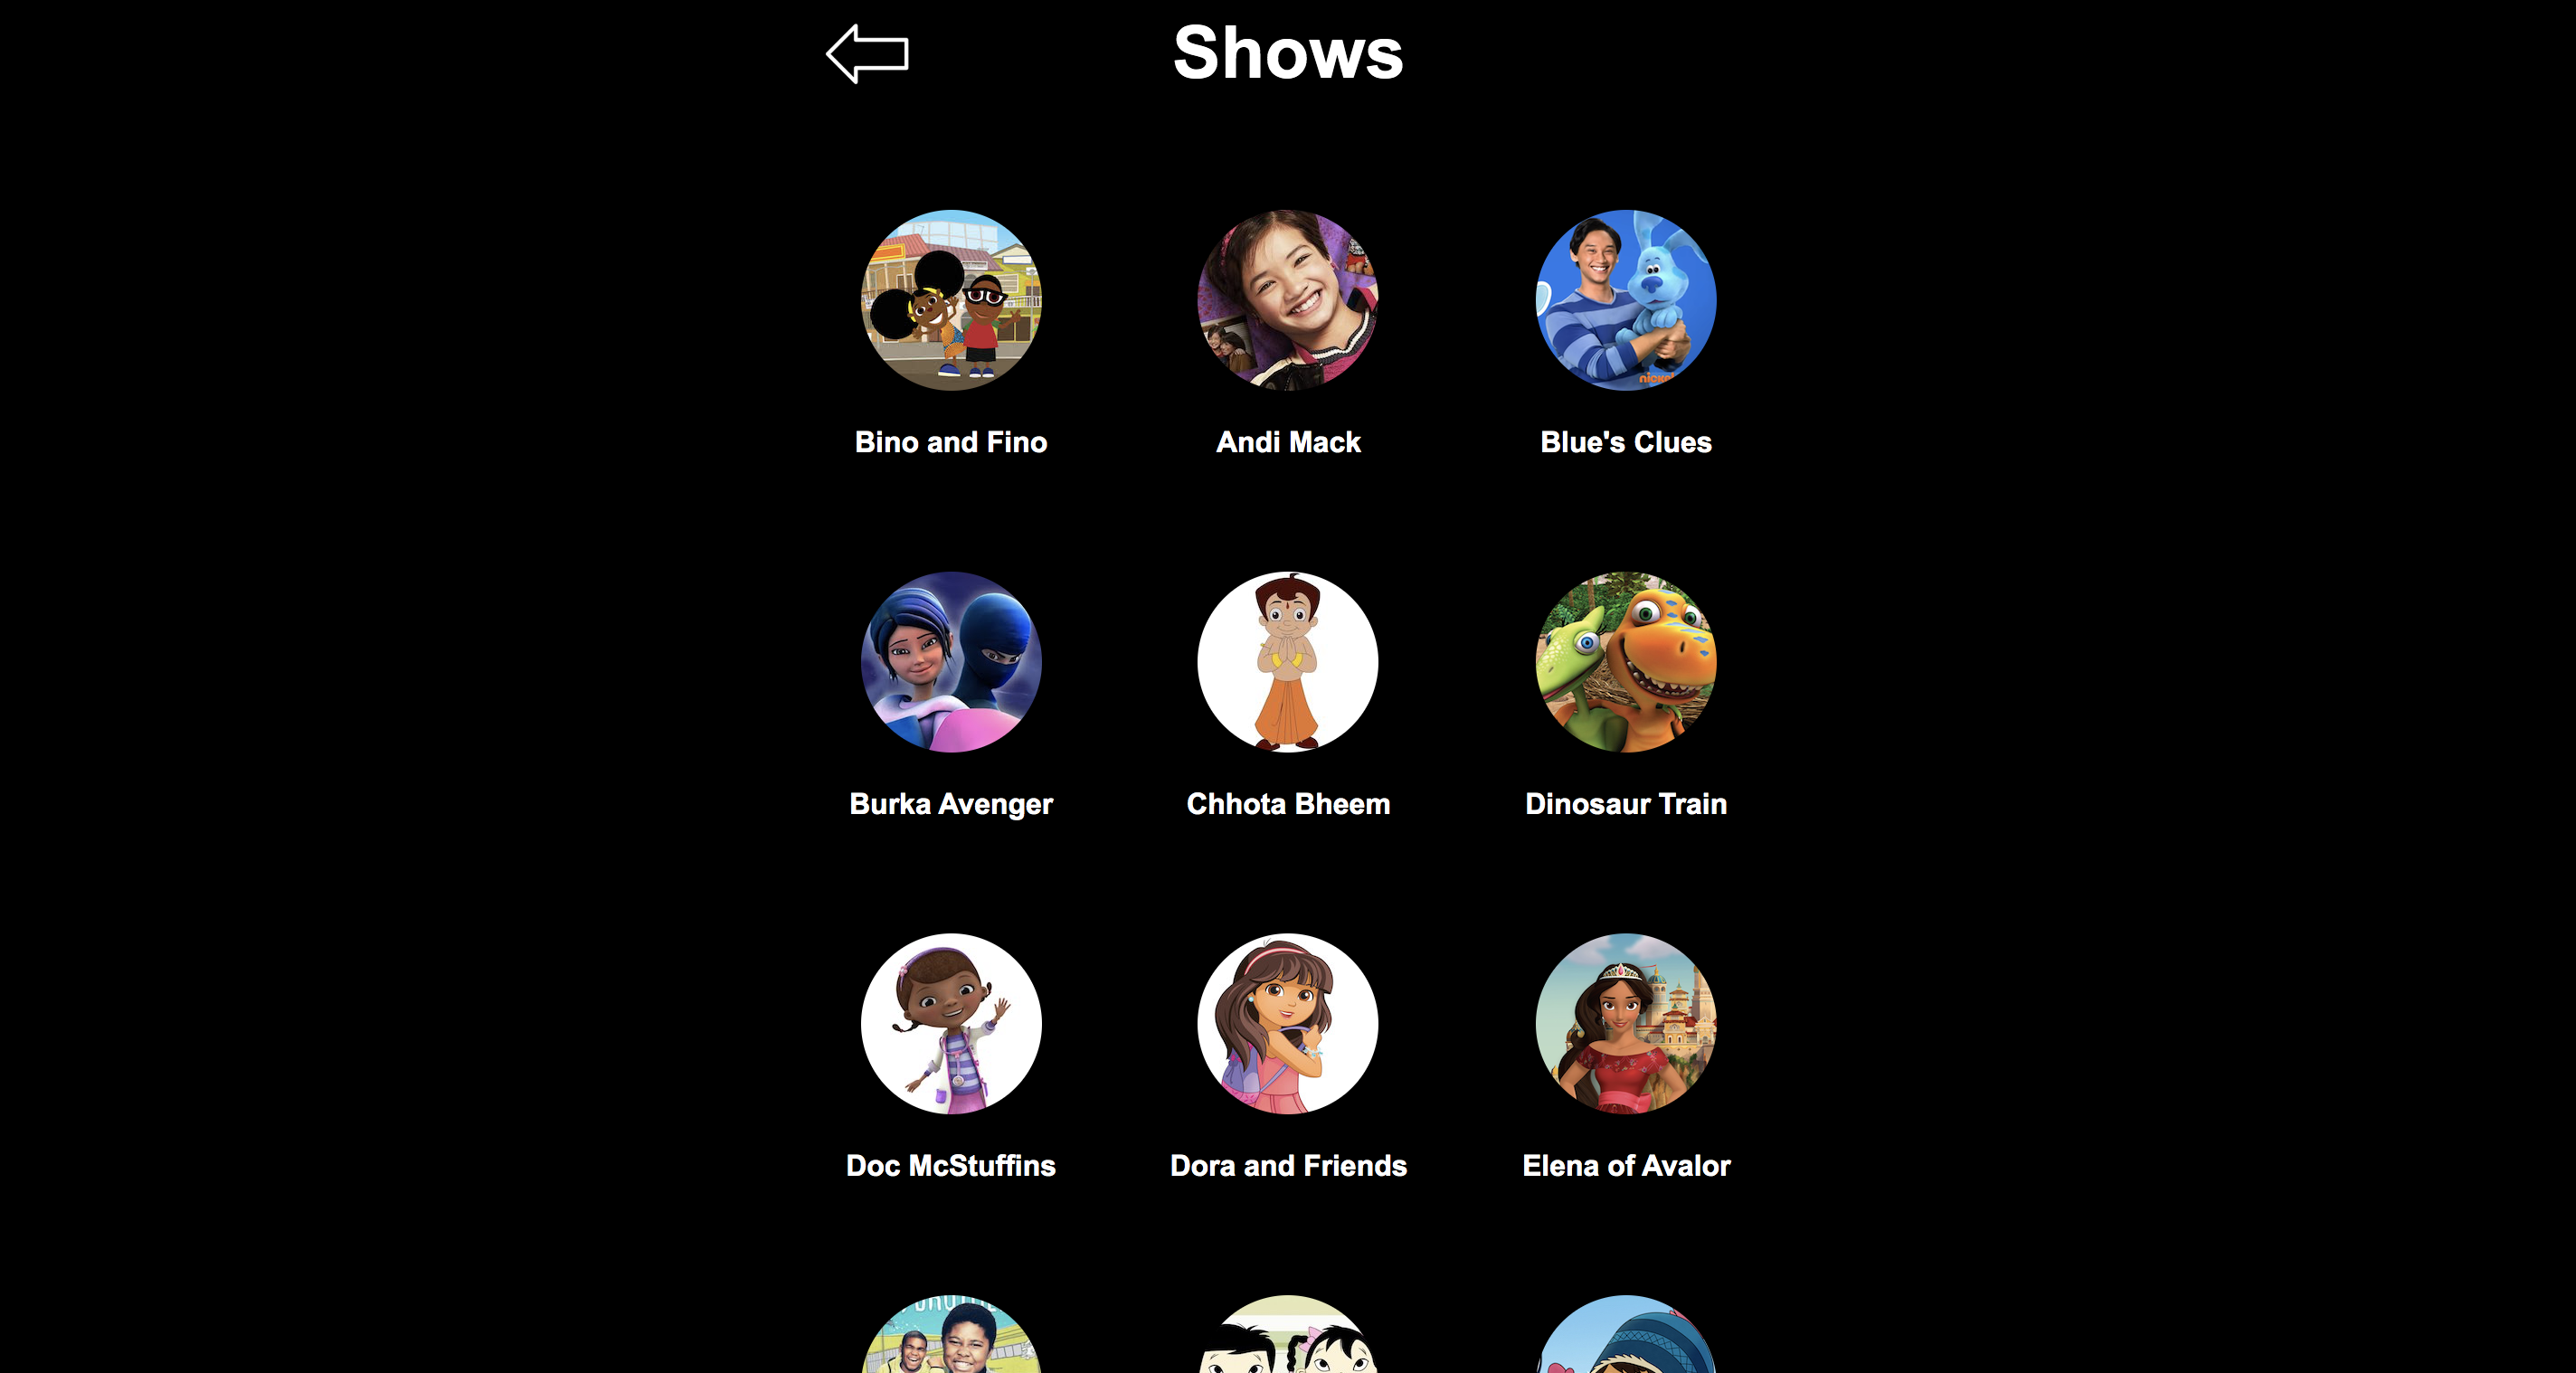 Shows
Bino and Fino
Andi Mack
Blue's Clues
Burka Avenger
Chhota Bheem
Dinosaur Train
Doc McStuffins
Dora and Friends
Elena of Avalor